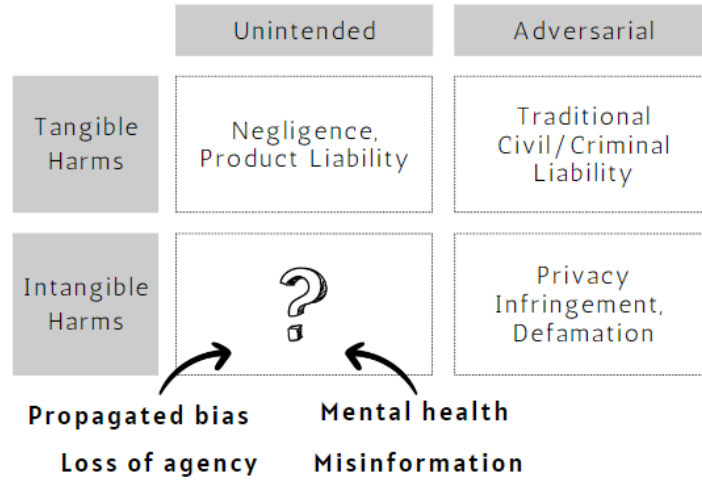 Unintended
Adversarial
Tangible
Harms
Negligence,
Product Liability
Traditional
Civil/Criminal
Liability
Intangible
Harms
?
Privacy
Infringement,
Defamation
Propagated bias
Mental health
Loss of agency
Misinformation